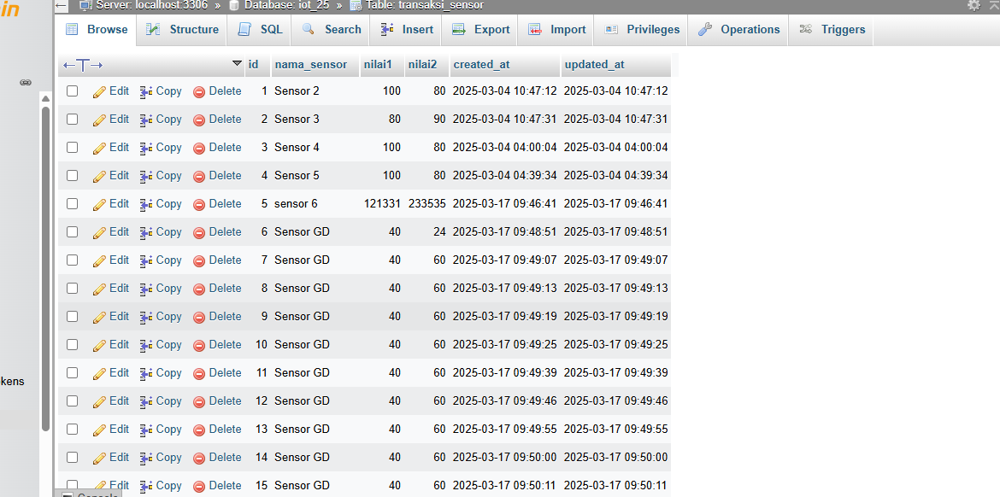 in
Server: localhost:3306 » Database: iot_25 » Table: transaksi_sensor
Browse Structure SQL Search Insert Export Import Privileges Operations Triggers
←T→ id nama_sensor nilai1 nilai2 created_at updated_at
Edit Copy Delete 1 Sensor 2 100 80 2025-03-04 10:47:12 2025-03-04 10:47:12
Edit Copy Delete 2 Sensor 3 80 90 2025-03-04 10:47:31 2025-03-04 10:47:31
Edit Copy Delete 3 Sensor 4 100 80 2025-03-04 04:00:04 2025-03-04 04:00:04
Edit Copy Delete 4 Sensor 5 100 80 2025-03-04 04:39:34 2025-03-04 04:39:34
Edit Copy Delete 5 sensor 6 121331 233535 2025-03-17 09:46:41 2025-03-17 09:46:41
Edit Copy Delete 6 Sensor GD 40 24 2025-03-17 09:48:51 2025-03-17 09:48:51
Edit Copy Delete 7 Sensor GD 40 60 2025-03-17 09:49:07 2025-03-17 09:49:07
Edit Copy Delete 8 Sensor GD 40 60 2025-03-17 09:49:13 2025-03-17 09:49:13
Edit Copy Delete 9 Sensor GD 40 60 2025-03-17 09:49:19 2025-03-17 09:49:19
Edit Copy Delete 10 Sensor GD 40 60 2025-03-17 09:49:25 2025-03-17 09:49:25
Edit Copy Delete 11 Sensor GD 40 60 2025-03-17 09:49:39 2025-03-17 09:49:39
kens
Edit Copy Delete 12 Sensor GD 40 60 2025-03-17 09:49:46 2025-03-17 09:49:46
Edit Copy Delete 13 Sensor GD 40 60 2025-03-17 09:49:55 2025-03-17 09:49:55
Edit Copy Delete 14 Sensor GD 40 60 2025-03-17 09:50:00 2025-03-17 09:50:00
Edit Copy Delete 15 Sensor GD 40 60 2025-03-17 09:50:11 2025-03-17 09:50:11
Console